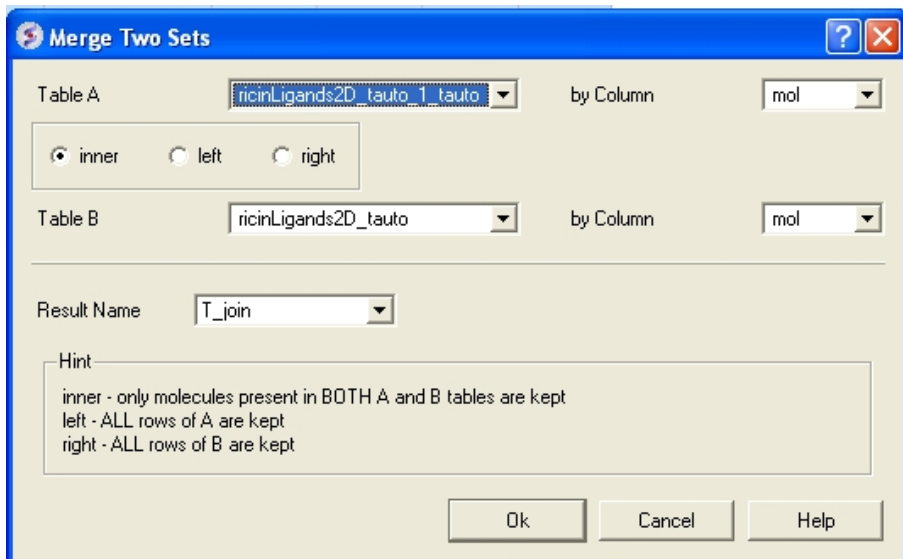 Merge Two Sets
Table A ricinLigands2D_tauto_1_tauto by Column mol
inner left right
Table B ricinLigands2D_tauto by Column mol
Result Name T_join
Hint
inner - only molecules present in BOTH A and B tables are kept
left - ALL rows of A are kept
right - ALL rows of B are kept
Ok Cancel Help